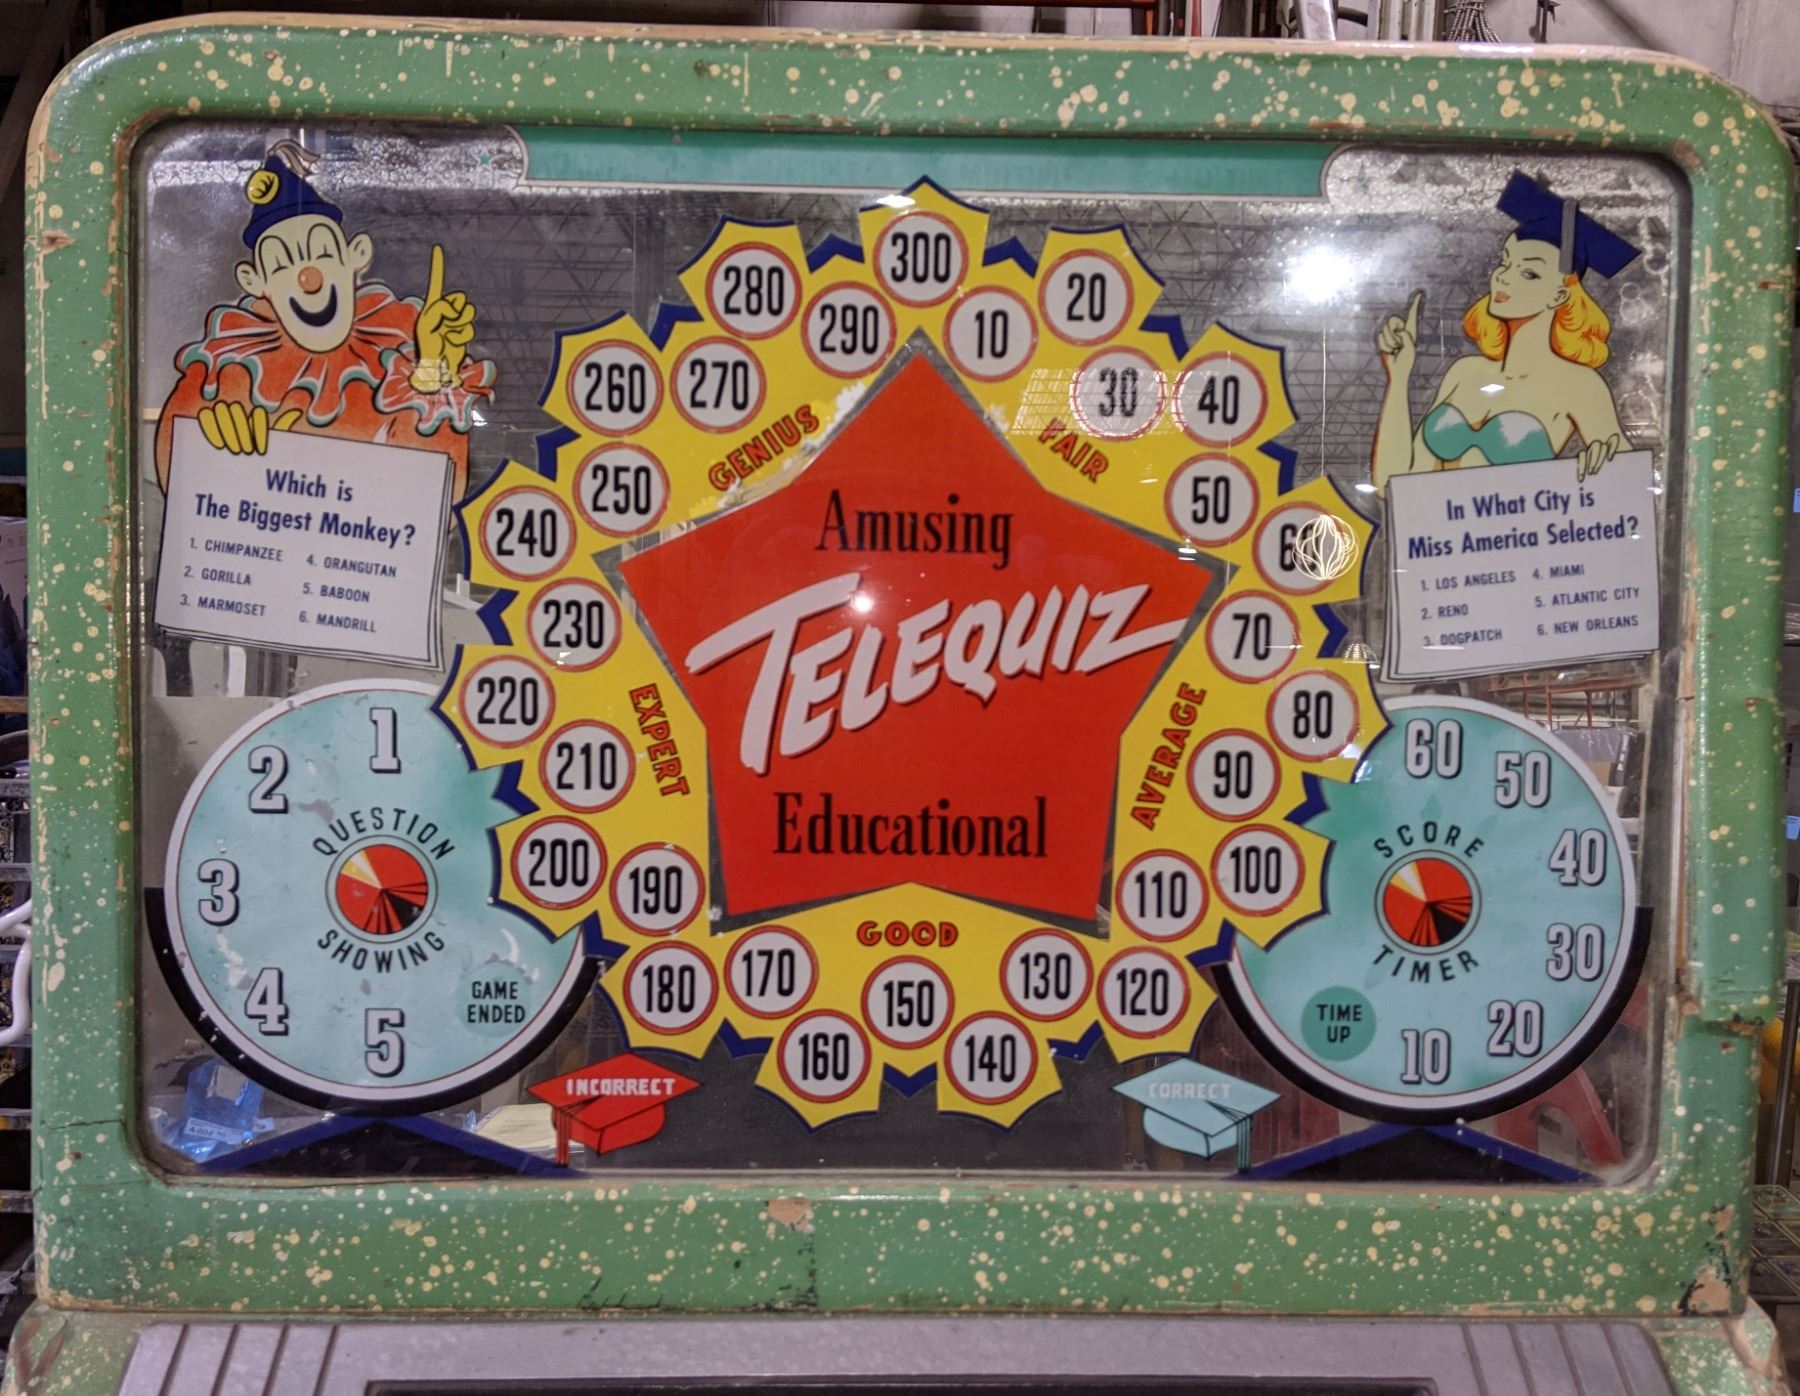 300
280
20
290
10
260
270
30
40
GENIUS
FAIR
250
50
240
60
230
70
220
80
210
90
200
100
190
110
EXPERT
AVERAGE
GOOD
180
170
130
120
150
160
140
Amusing
TELEQUIZ
Educational
Which is
The Biggest Monkey?
1. CHIMPANZEE
2. GORILLA
3. MARMOSET
4. ORANGUTAN
5. BABOON
6. MANDRILL
In What City is
Miss America Selected?
1. LOS ANGELES
2. RENO
3. DOGPATCH
4. MIAMI
5. ATLANTIC CITY
6. NEW ORLEANS
1
2
3
4
5
QUESTION
SHOWING
GAME
ENDED
60
50
40
30
20
10
SCORE
TIMER
TIME
UP
INCORRECT
CORRECT